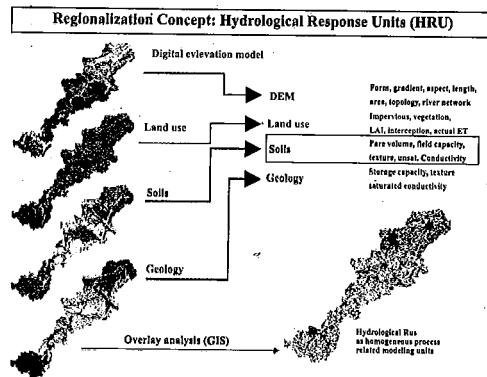 Regionalization Concept: Hydrological Response Units (HRU)
Digital evlevation model
DEM
Form, gradient, aspect, length,
area, topology, river network
Land use
Land use
Impervious, vegetation,
LAI, interception, actual ET
Soils
Soils
Pare volume, field capacity,
texture, unsat. Conductivity
Geology
Geology
Storage capacity, texture
saturated conductivity
Overlay analysis (GIS)
Hydrological Rus
as homogeneous process
related modeling units